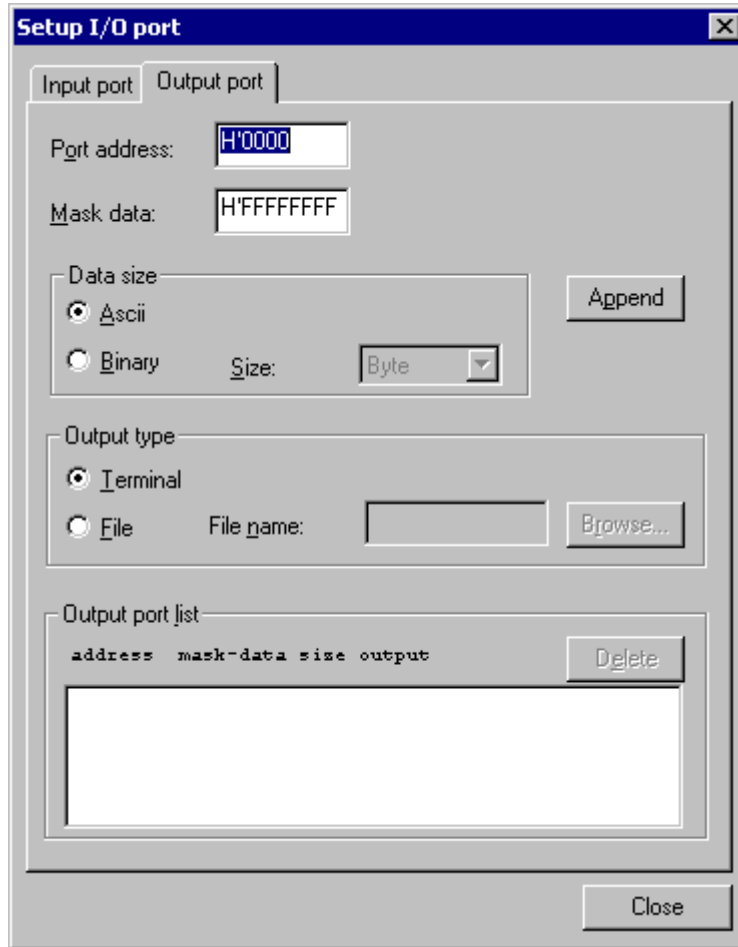 Setup I/O port
Input port Output port
Port address: H'0000
Mask data: H'FFFFFFFF
Data size
Ascii
Append
Binary Size: Byte
Output type
Terminal
File File name: Browse...
Output port list
address mask-data size output
Delete
Close